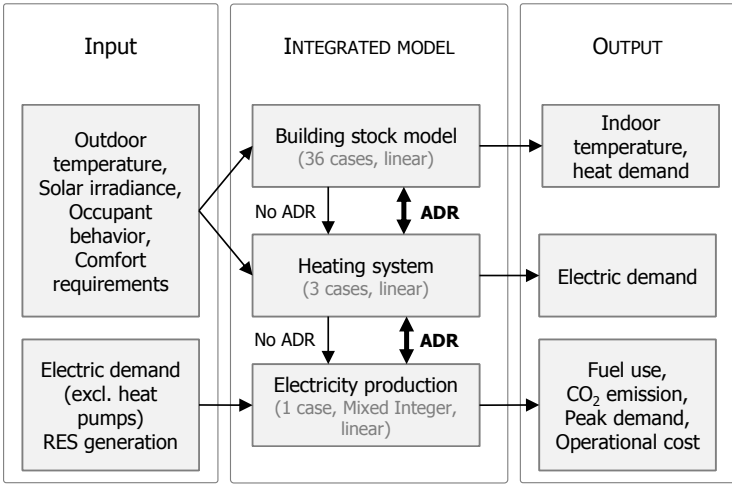 Input
Outdoor
temperature,
Solar irradiance,
Occupant
behavior,
Comfort
requirements
Electric demand
(excl. heat
pumps)
RES generation
INTEGRATED MODEL
Building stock model
(36 cases, linear)
No ADR
ADR
Heating system
(3 cases, linear)
No ADR
ADR
Electricity production
(1 case, Mixed Integer,
linear)
OUTPUT
Indoor
temperature,
heat demand
Electric demand
Fuel use,
CO₂ emission,
Peak demand,
Operational cost